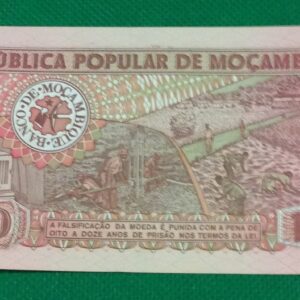 PÚBLICA POPULAR DE MOÇAMB
BANCO·DE·MOÇAMBIQUE
A FALSIFICAÇÃO DA MOEDA É PUNIDA COM A PENA DE
OITO A DOZE ANOS DE PRISÃO NOS TERMOS DA LEI